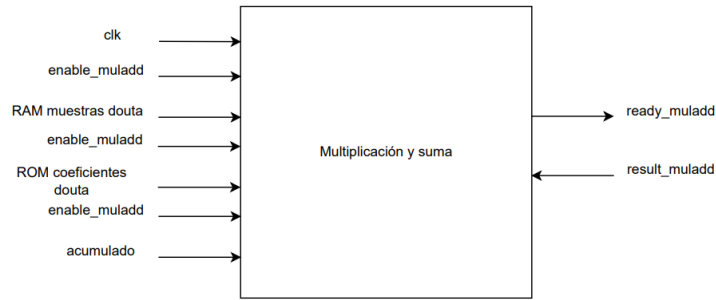 clk
enable_muladd
RAM muestras douta
enable_muladd
ROM coeficientes
douta
enable_muladd
acumulado
Multiplicación y suma
ready_muladd
result_muladd